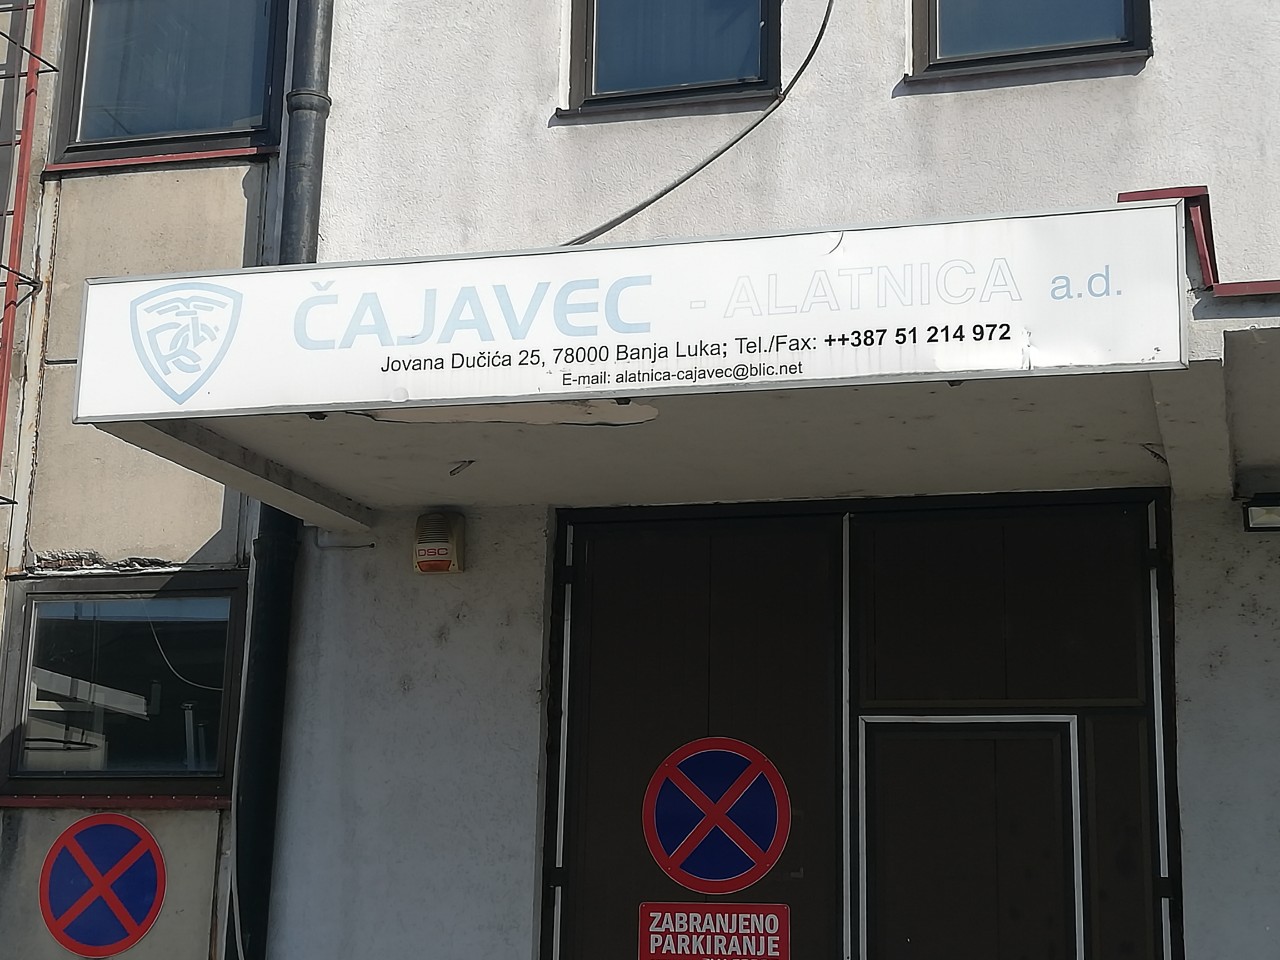 ČAJAVEC - ALATNICA a.d.
Jovana Dučića 25, 78000 Banja Luka; Tel./Fax: ++387 51 214 972
E-mail: alatnica-cajavec@blic.net
DSC
ZABRANJENO
PARKIRANJE